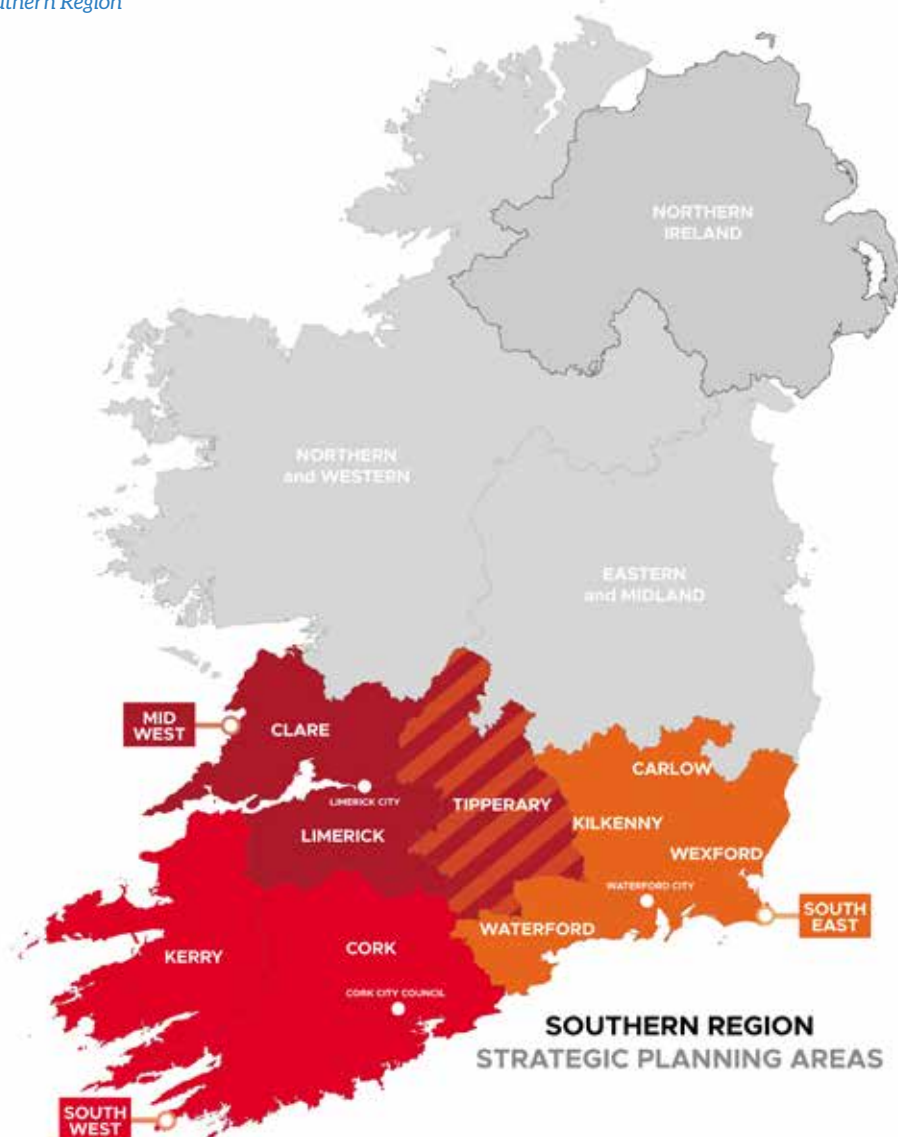 Southern Region
NORTHERN
IRELAND
NORTHERN
and WESTERN
EASTERN
and MIDLAND
MID
WEST
CLARE
CARLOW
LIMERICK CITY
TIPPERARY
LIMERICK
KILKENNY
WEXFORD
WATERFORD CITY
SOUTH
EAST
WATERFORD
KERRY
CORK
CORK CITY COUNCIL
SOUTHERN REGION
STRATEGIC PLANNING AREAS
SOUTH
WEST